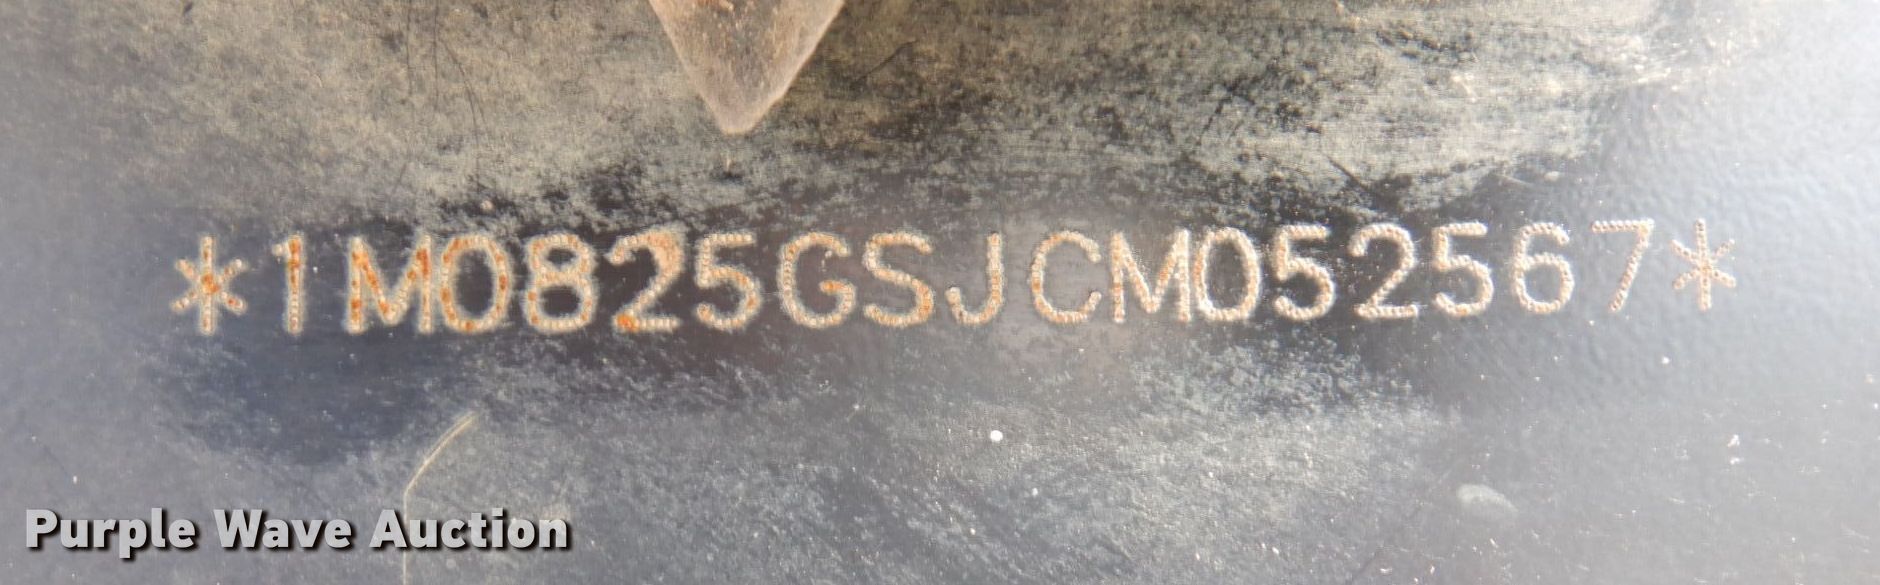 *1M0825GSJCM052567*
Purple Wave Auction